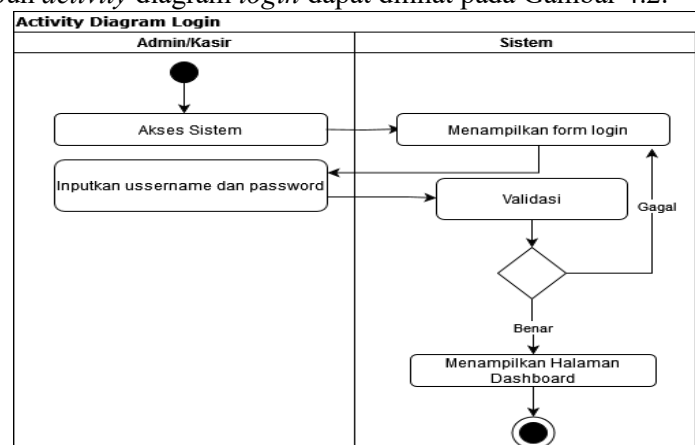 activity diagram login dapat dilihat pada Gambar 4.2.
Activity Diagram Login
Admin/Kasir
Sistem
Akses Sistem
Menampilkan form login
Inputkan ussername dan password
Validasi
Gagal
Benar
Menampilkan Halaman
Dashboard